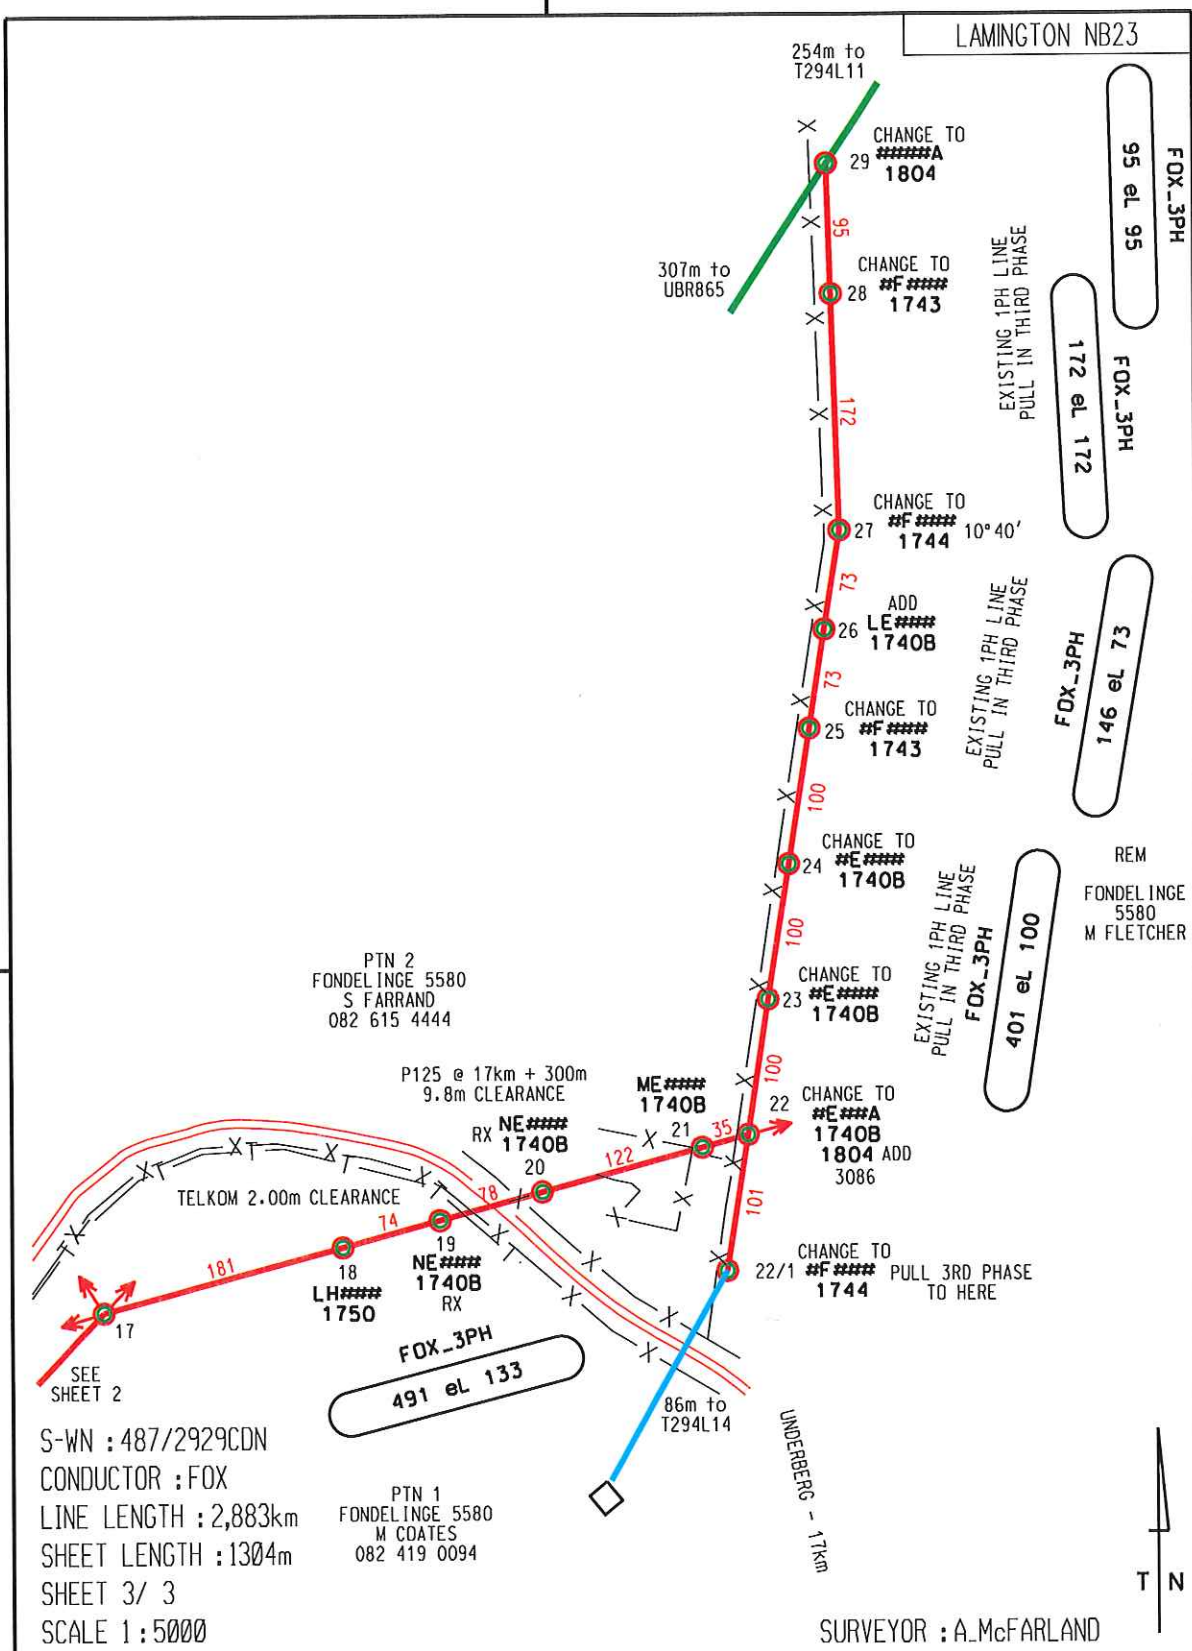 LAMINGTON NB23
254m to
T294L11
CHANGE TO
29 #####A
1804
95
FOX_3PH
95 eL 95
307m to
UBR865
CHANGE TO
28 #F####
1743
EXISTING 1PH LINE
PULL IN THIRD PHASE
172
FOX_3PH
172 eL 172
CHANGE TO
27 #F#### 10°40'
1744
73
ADD
26 LE###
1740B
EXISTING 1PH LINE
PULL IN THIRD PHASE
FOX_3PH
146 eL 73
73
CHANGE TO
25 #F####
1743
100
CHANGE TO
24 #E####
1740B
REM
FONDELINGE
5580
M FLETCHER
EXISTING 1PH LINE
PULL IN THIRD PHASE
FOX_3PH
401 eL 100
100
PTN 2
FONDELINGE 5580
S FARRAND
082 615 4444
CHANGE TO
23 #E####
1740B
100
P125 @ 17km + 300m
9.8m CLEARANCE
ME###
1740B
21
35
22 CHANGE TO
#E##A
1740B
1804 ADD
3086
RX NE###
1740B
20
122
101
TELKOM 2.00m CLEARANCE
78
74
19
NE###
1740B
RX
181
18
LH###
1750
17
SEE
SHEET 2
CHANGE TO
22/1 #F#### PULL 3RD PHASE
1744 TO HERE
FOX_3PH
491 eL 133
86m to
T294L14
UNDERBERG - 17km
S-WN : 487/2929CDN
CONDUCTOR : FOX
LINE LENGTH : 2,883km
SHEET LENGTH : 1304m
SHEET 3/ 3
SCALE 1 : 5000
PTN 1
FONDELINGE 5580
M COATES
082 419 0094
T N
SURVEYOR : A_McFARLAND
X X X X X X X X X X X X X X
X T X T X T X T X T X
X X X X X X X